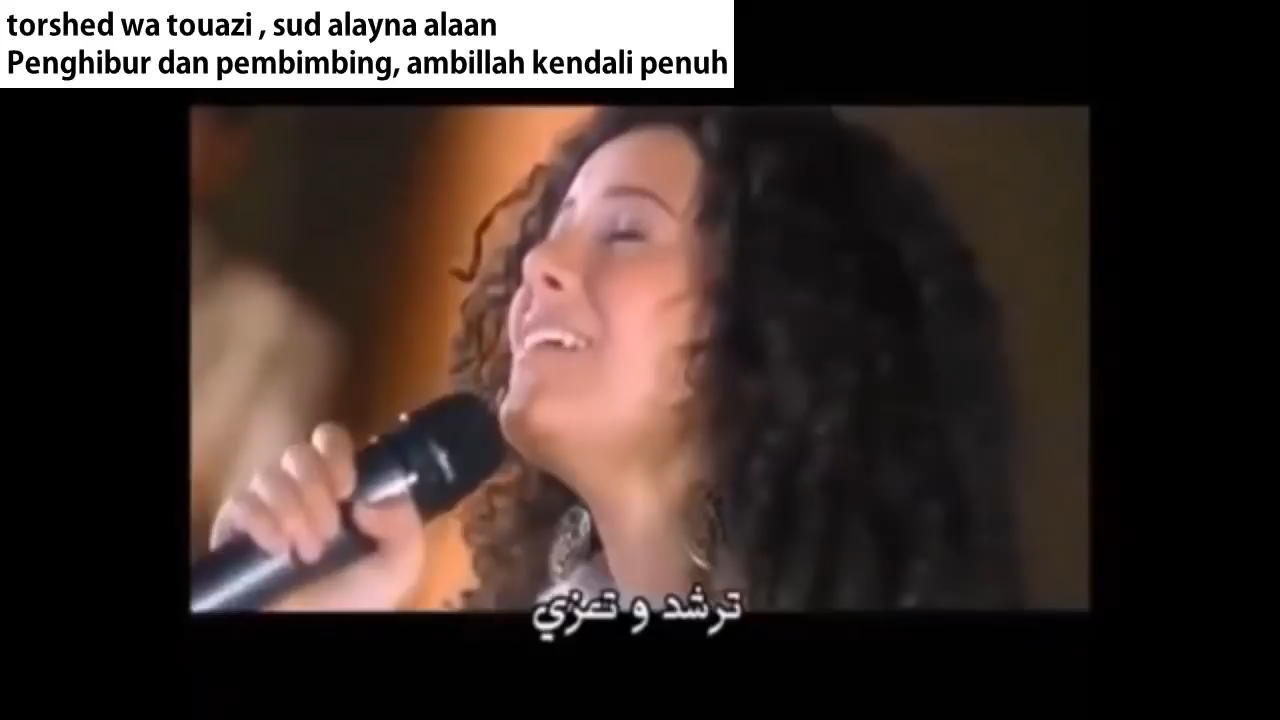 torshed wa touazi , sud alayna alaan
Penghibur dan pembimbing, ambillah kendali penuh
ترشد و تعزي